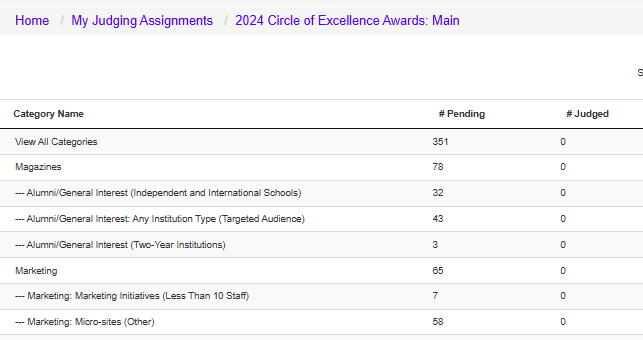 Home / My Judging Assignments / 2024 Circle of Excellence Awards: Main
S
Category Name # Pending # Judged
View All Categories 351 0
Magazines 78 0
--- Alumni/General Interest (Independent and International Schools) 32 0
--- Alumni/General Interest: Any Institution Type (Targeted Audience) 43 0
--- Alumni/General Interest (Two-Year Institutions) 3 0
Marketing 65 0
--- Marketing: Marketing Initiatives (Less Than 10 Staff) 7 0
--- Marketing: Micro-sites (Other) 58 0